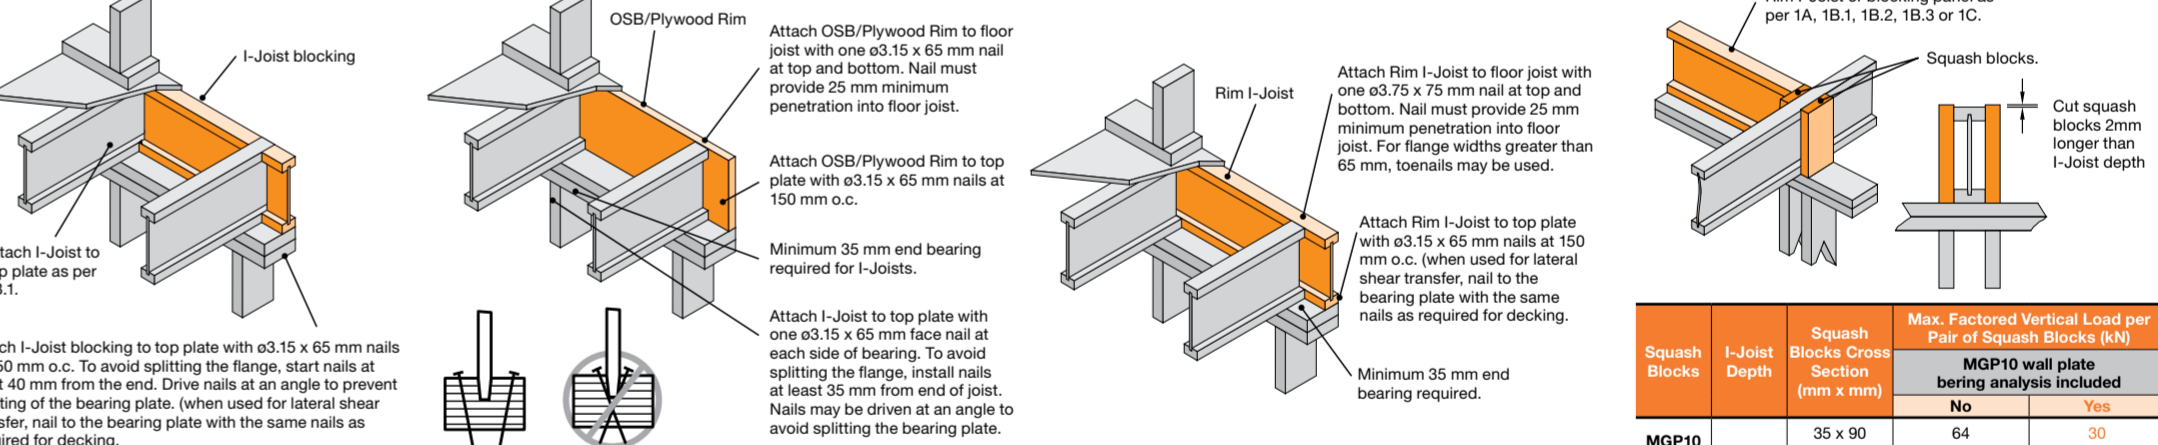 I-Joist blocking
tach I-Joist to
p plate as per
ch I-Joist blocking to top plate with ø3.15 x 65 mm nails
50 mm o.c. To avoid splitting the flange, start nails at
t 40 mm from the end. Drive nails at an angle to prevent
ting of the bearing plate. (when used for lateral shear
sfer, nail to the bearing plate with the same nails as
ired for decking.
OSB/Plywood Rim
Attach OSB/Plywood Rim to floor
joist with one ø3.15 x 65 mm nail
at top and bottom. Nail must
provide 25 mm minimum
penetration into floor joist.
Attach OSB/Plywood Rim to top
plate with ø3.15 x 65 mm nails at
150 mm o.c.
Minimum 35 mm end bearing
required for I-Joists.
Attach I-Joist to top plate with
one ø3.15 x 65 mm face nail at
each side of bearing. To avoid
splitting the flange, install nails
at least 35 mm from end of joist.
Nails may be driven at an angle to
avoid splitting the bearing plate.
Rim I-Joist
Attach Rim I-Joist to floor joist with
one ø3.75 x 75 mm nail at top and
bottom. Nail must provide 25 mm
minimum penetration into floor
joist. For flange widths greater than
65 mm, toenails may be used.
Attach Rim I-Joist to top plate
with ø3.15 x 65 mm nails at 150
mm o.c. (when used for lateral
shear transfer, nail to the
bearing plate with the same
nails as required for decking.
Minimum 35 mm end
bearing required.
Rim I-Joist or blocking panel as
per 1A, 1B.1, 1B.2, 1B.3 or 1C.
Squash blocks.
Cut squash
blocks 2mm
longer than
I-Joist depth
Squash
Blocks
I-Joist
Depth
Squash
Blocks Cross
Section
(mm x mm)
Max. Factored Vertical Load per
Pair of Squash Blocks (kN)
MGP10 wall plate
bering analysis included
No Yes
MGP10
35 x 90 64 30